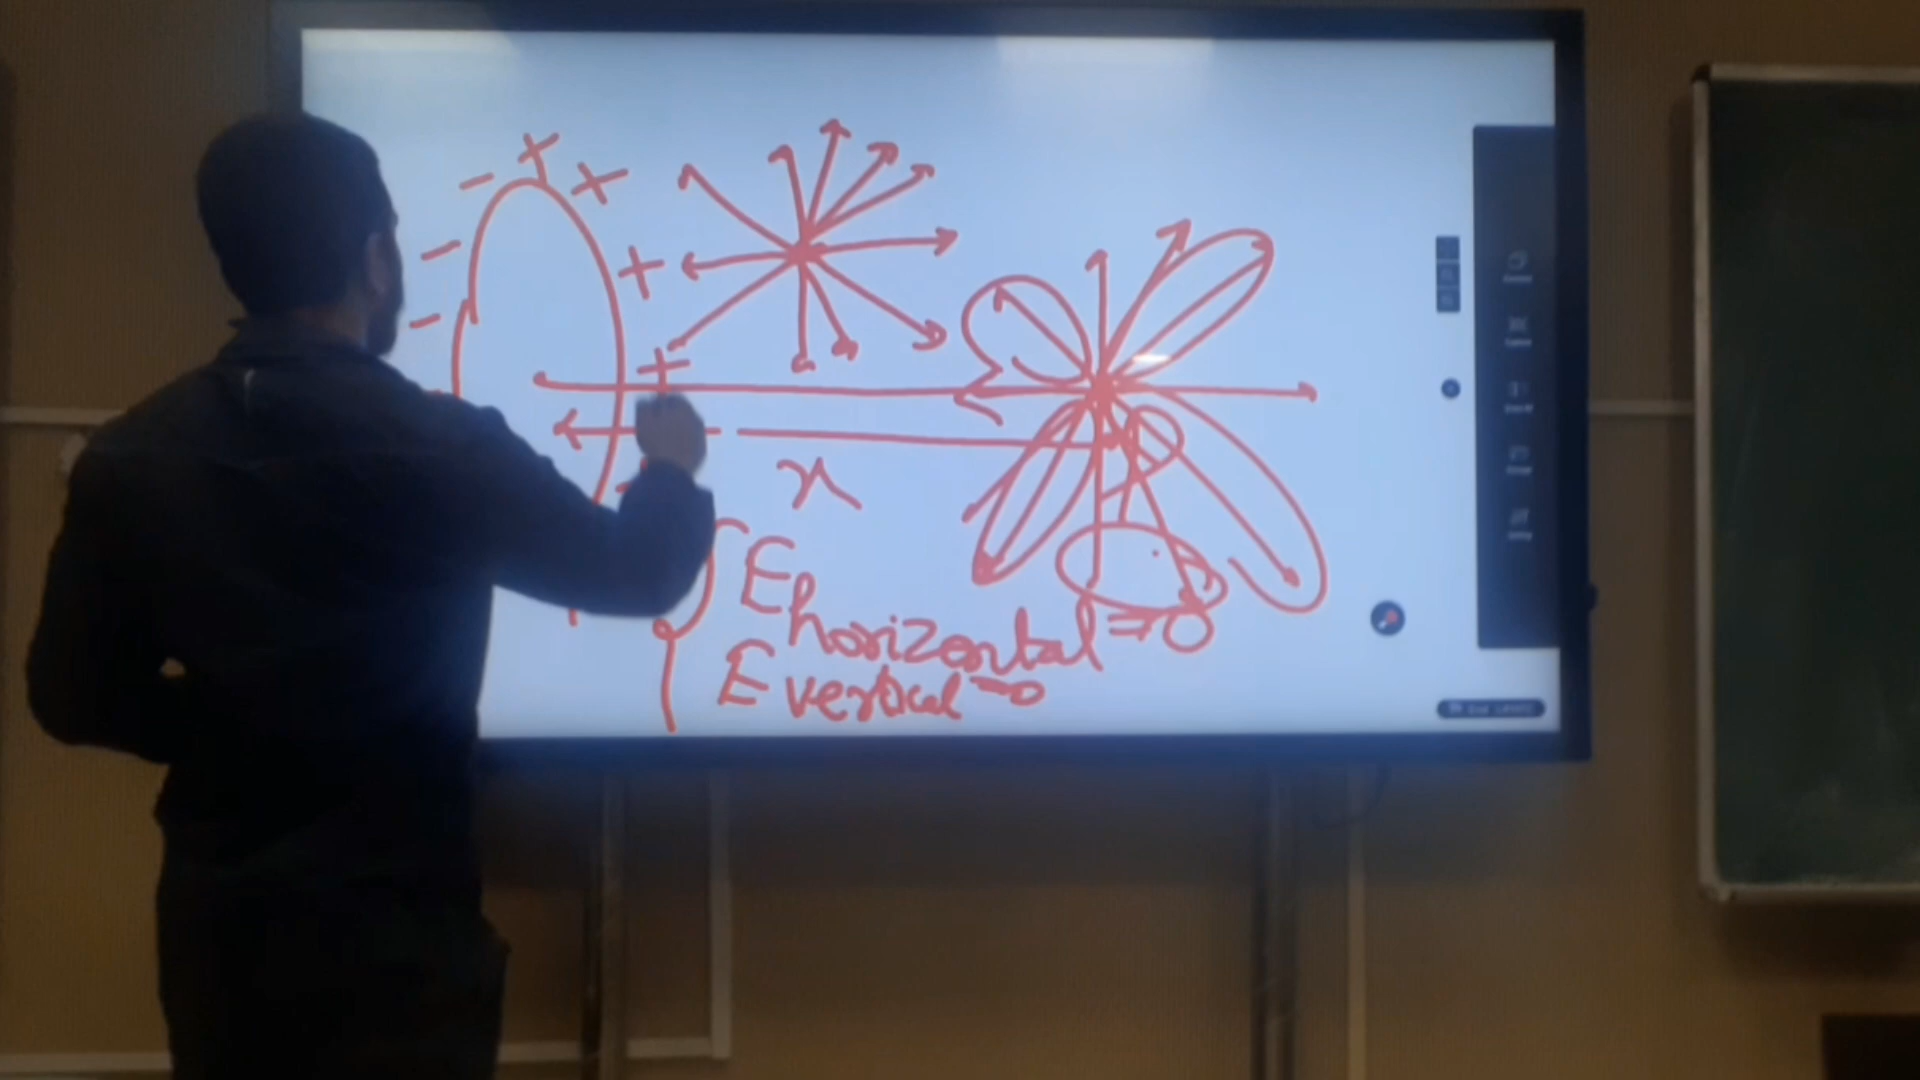 - + +
- +
- +
x
E horizontal = 0
E vertical = 0